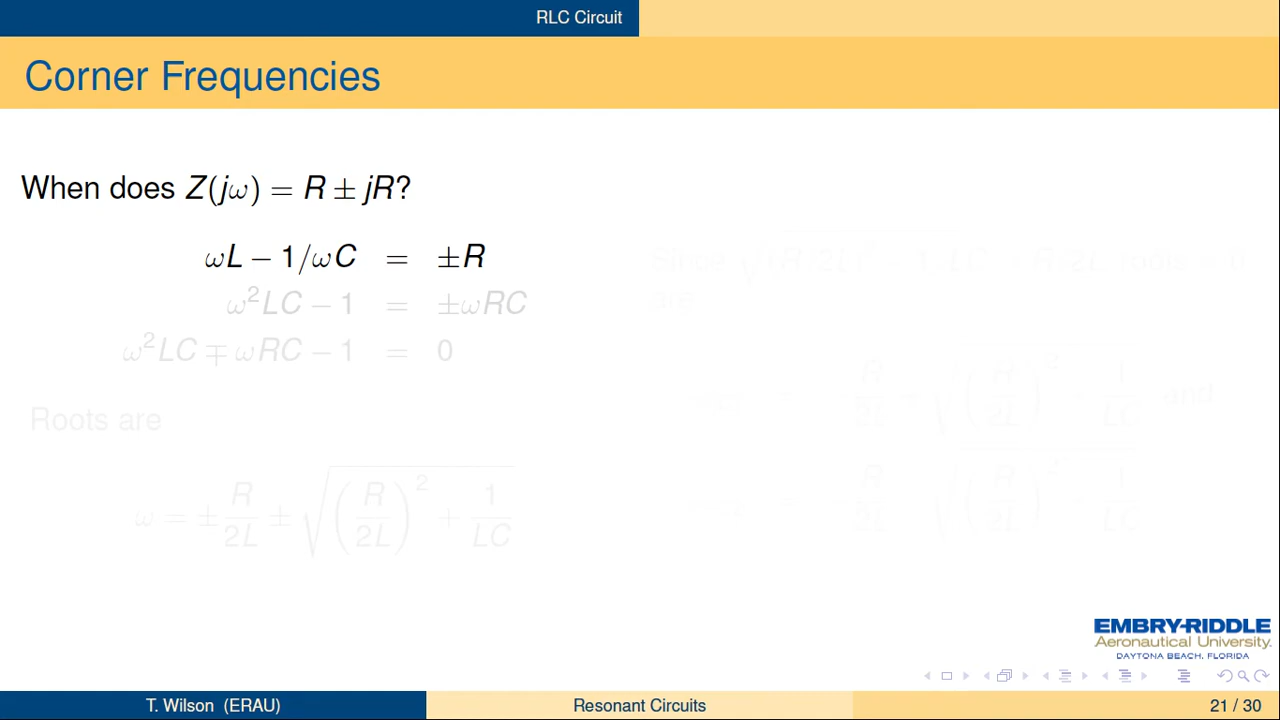 RLC Circuit
Corner Frequencies
When does Z(jω) = R ± jR?
ωL − 1/ωC = ±R
ω²LC − 1 = ±ωRC
ω²LC ∓ ωRC − 1 = 0
Roots are
ω = ± R/2L ± √((R/2L)² + 1/LC)
are
and
EMBRY-RIDDLE
Aeronautical University.
DAYTONA BEACH, FLORIDA
T. Wilson (ERAU) Resonant Circuits 21 / 30